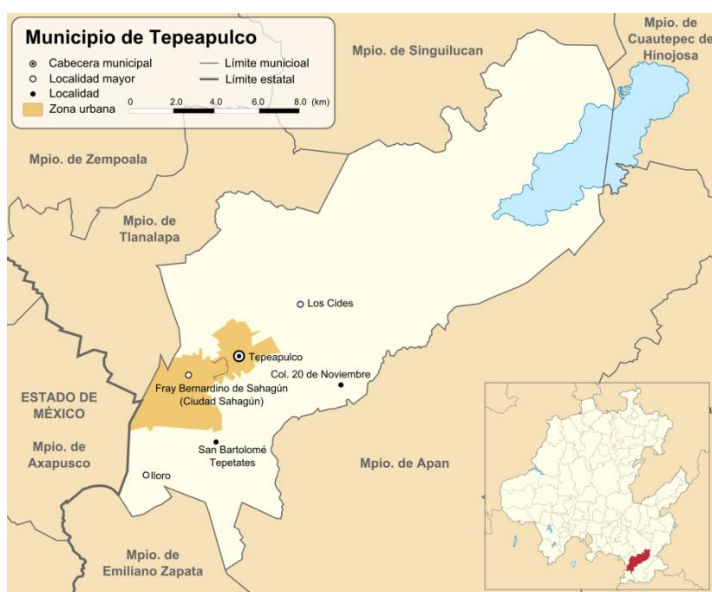 Municipio de Tepeapulco
Cabecera municipal
Localidad mayor
Localidad
Zona urbana
Límite municioal
Límite estatal
0 2.0 4.0 6.0 8.0 (km)
Mpio. de Singuilucan
Mpio. de
Cuautepec de
Hinojosa
Mpio. de Zempoala
Mpio. de
Tlanalapa
Los Cides
Tepeapulco
Col. 20 de Noviembre
Fray Bernardino de Sahagún
(Ciudad Sahagún)
ESTADO DE
MÉXICO
Mpio. de
Axapusco
San Bartolomé
Tepetates
Mpio. de Apan
Iloro
Mpio. de
Emiliano Zapata